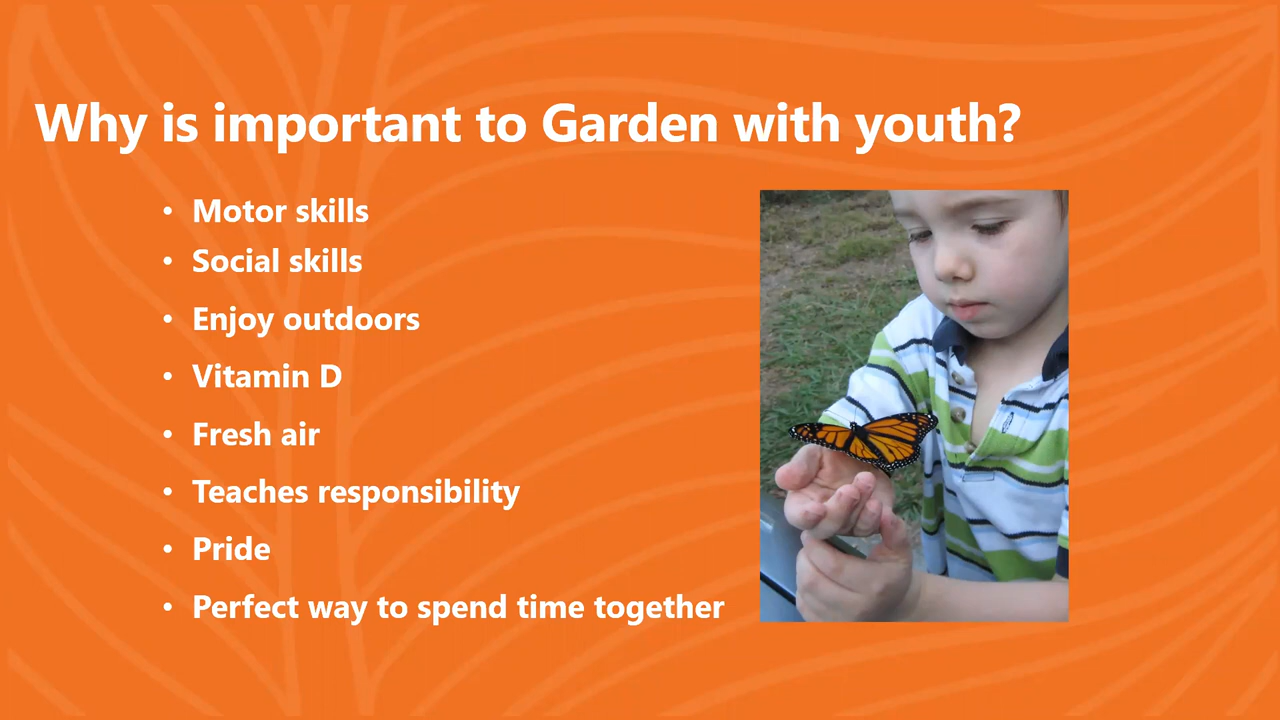 Why is important to Garden with youth?
• Motor skills
• Social skills
• Enjoy outdoors
• Vitamin D
• Fresh air
• Teaches responsibility
• Pride
• Perfect way to spend time together